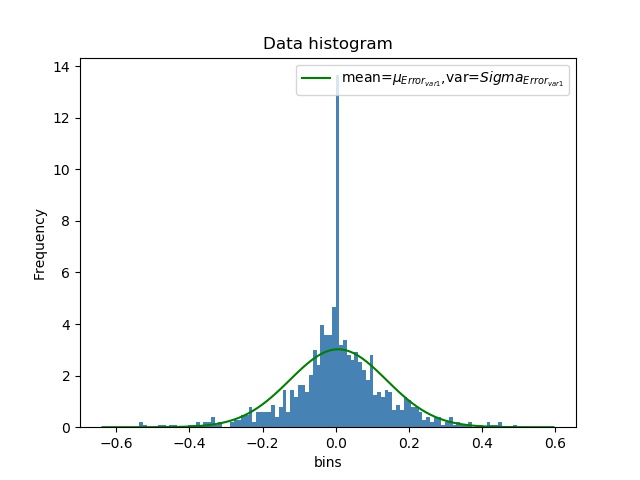 Data histogram
mean=μ_{Error_{var1}},var=Sigma_{Error_{var1}}
14
12
10
8
6
4
2
0
Frequency
−0.6 −0.4 −0.2 0.0 0.2 0.4 0.6
bins